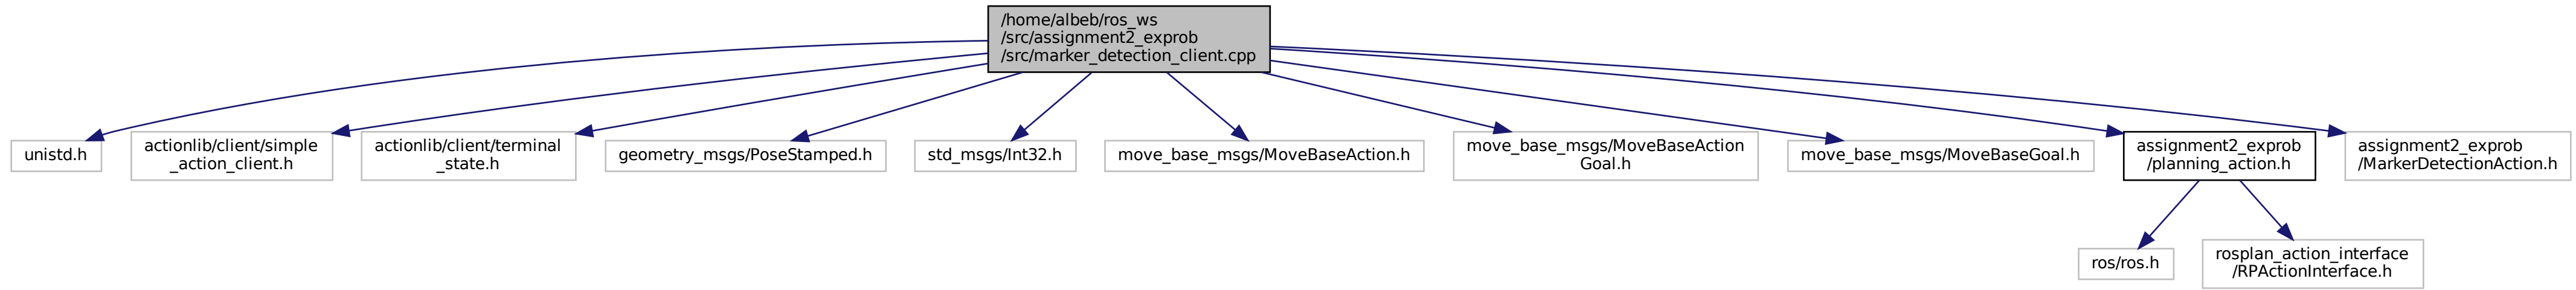 /home/albeb/ros_ws
/src/assignment2_exprob
/src/marker_detection_client.cpp
unistd.h
actionlib/client/simple
_action_client.h
actionlib/client/terminal
_state.h
geometry_msgs/PoseStamped.h
std_msgs/Int32.h
move_base_msgs/MoveBaseAction.h
move_base_msgs/MoveBaseAction
Goal.h
move_base_msgs/MoveBaseGoal.h
assignment2_exprob
/planning_action.h
assignment2_exprob
/MarkerDetectionAction.h
ros/ros.h
rosplan_action_interface
/RPActionInterface.h